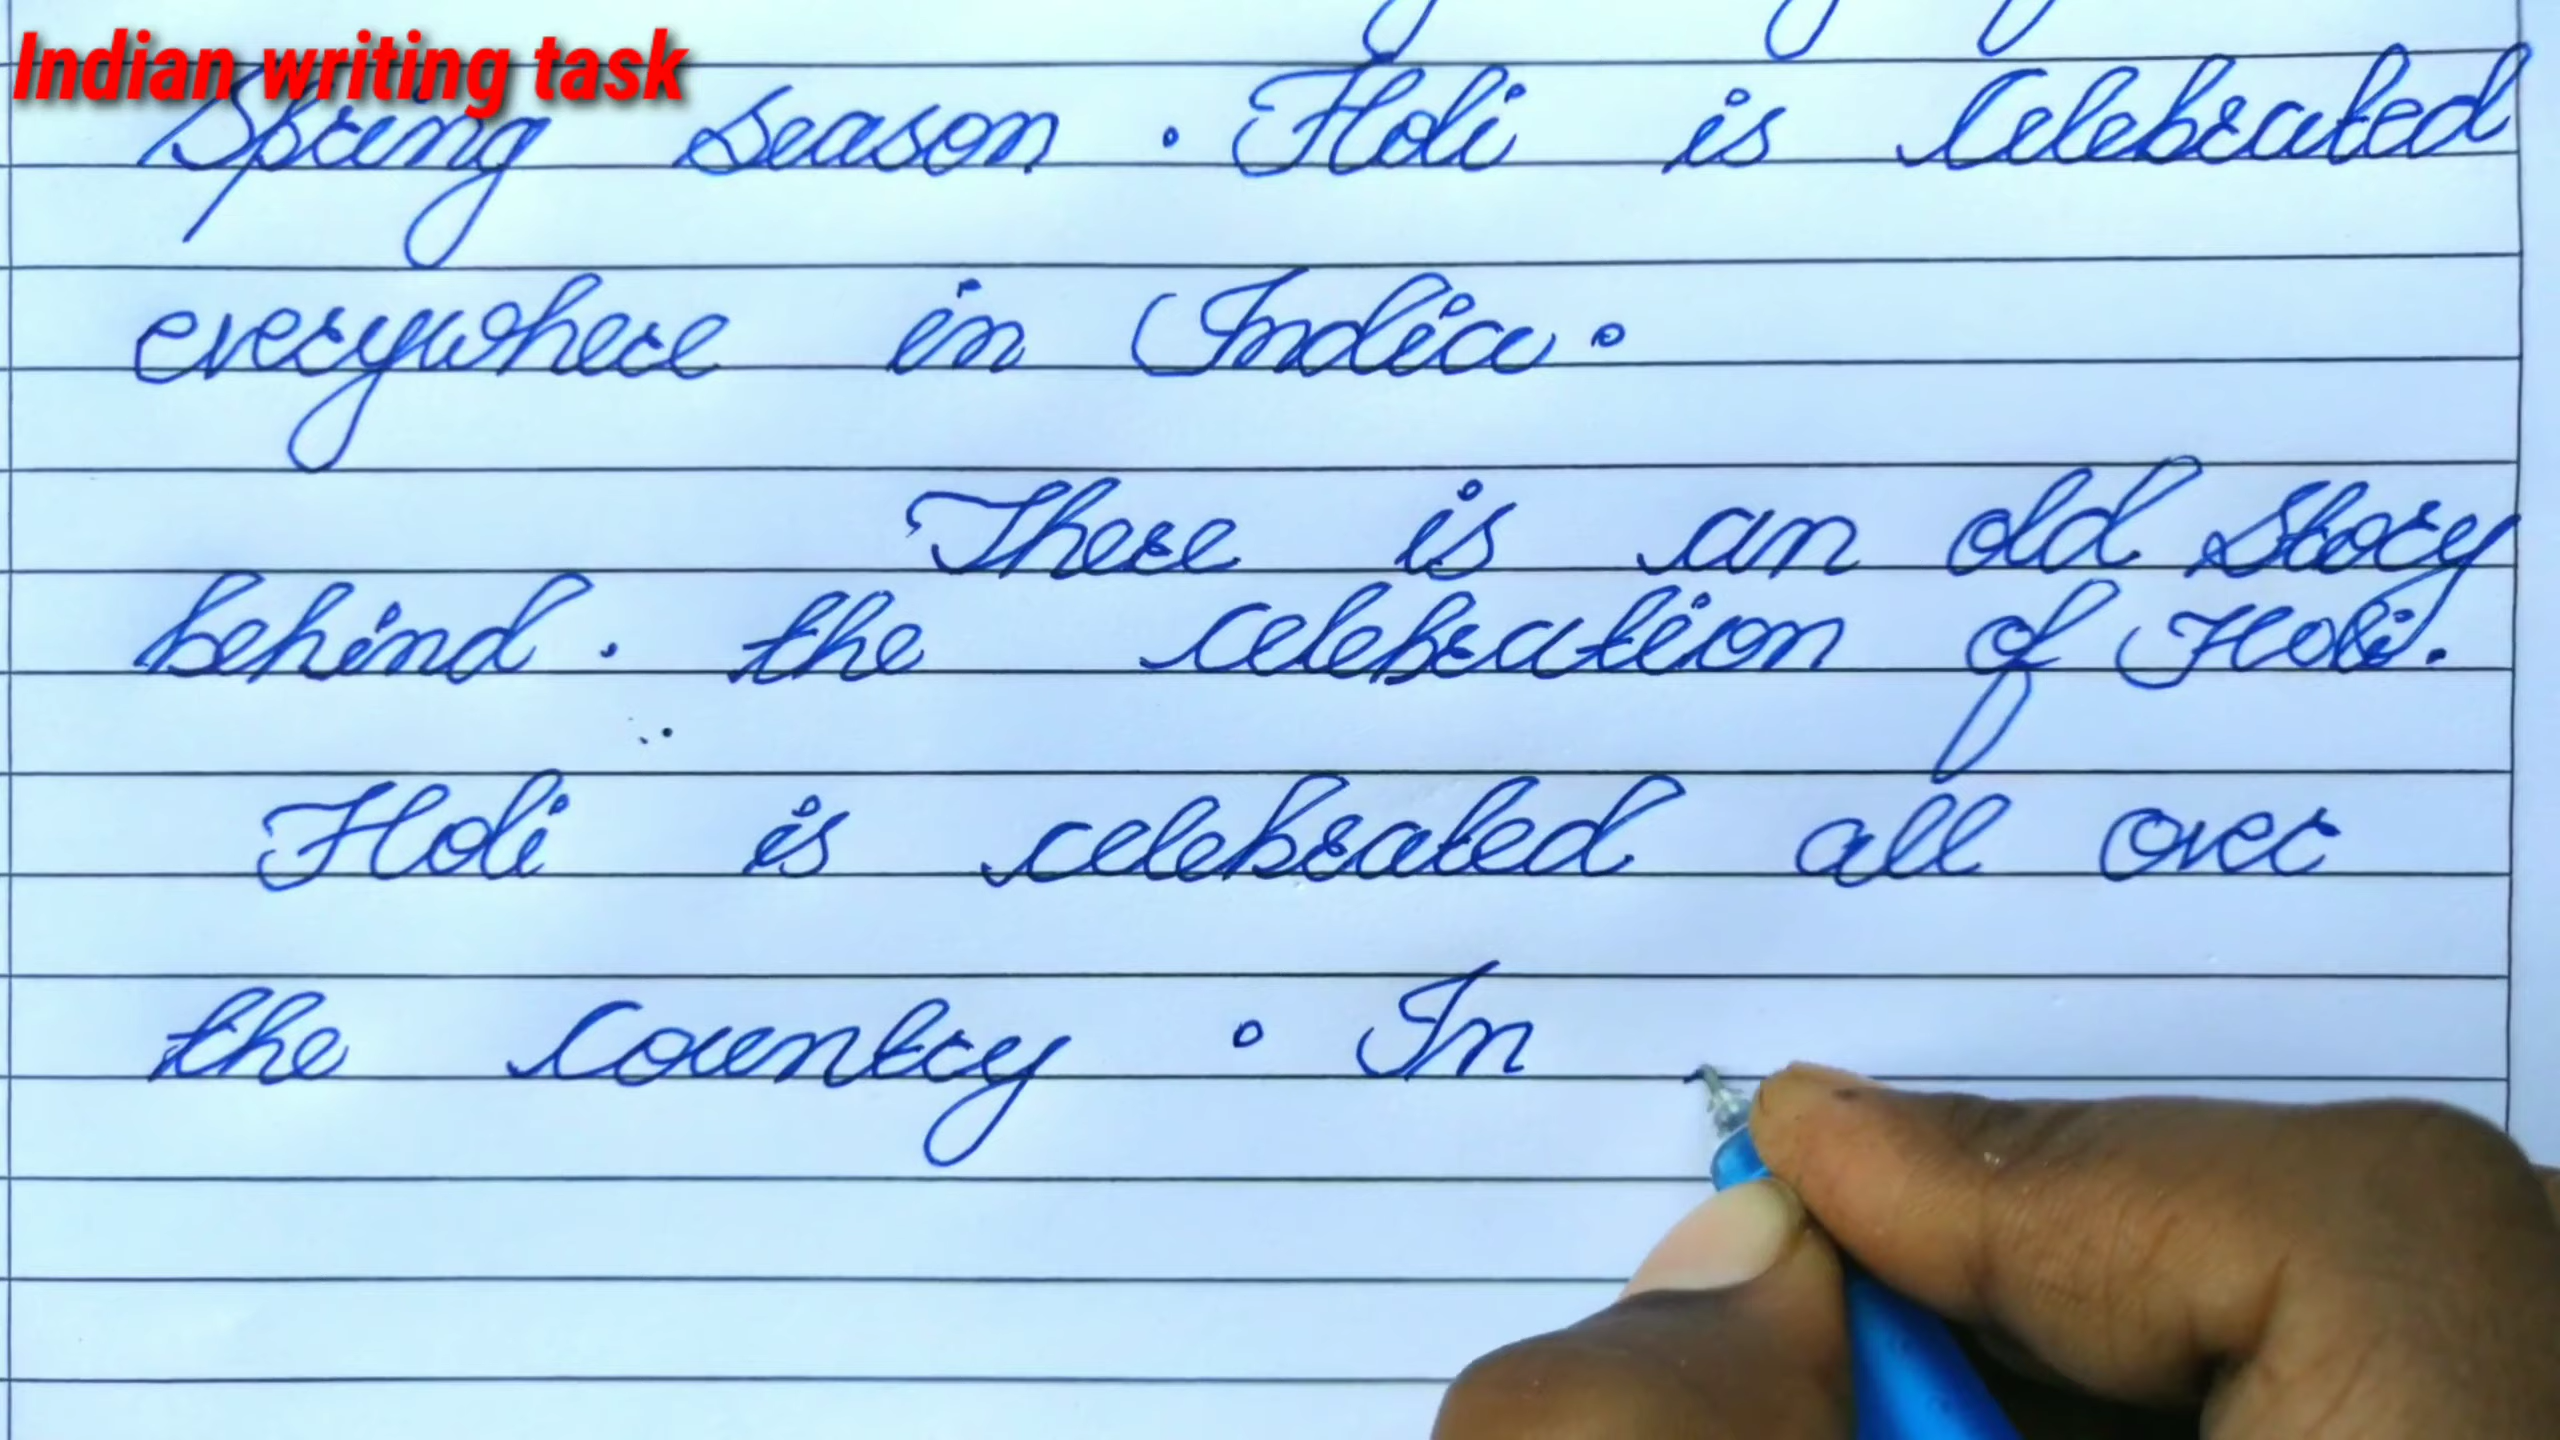 Indian writing task
Spring season . Holi is Celebrated
everywhere in India.
There is an old story
behind . the celebration of Holi.
Holi is celebrated all over
the Country . In